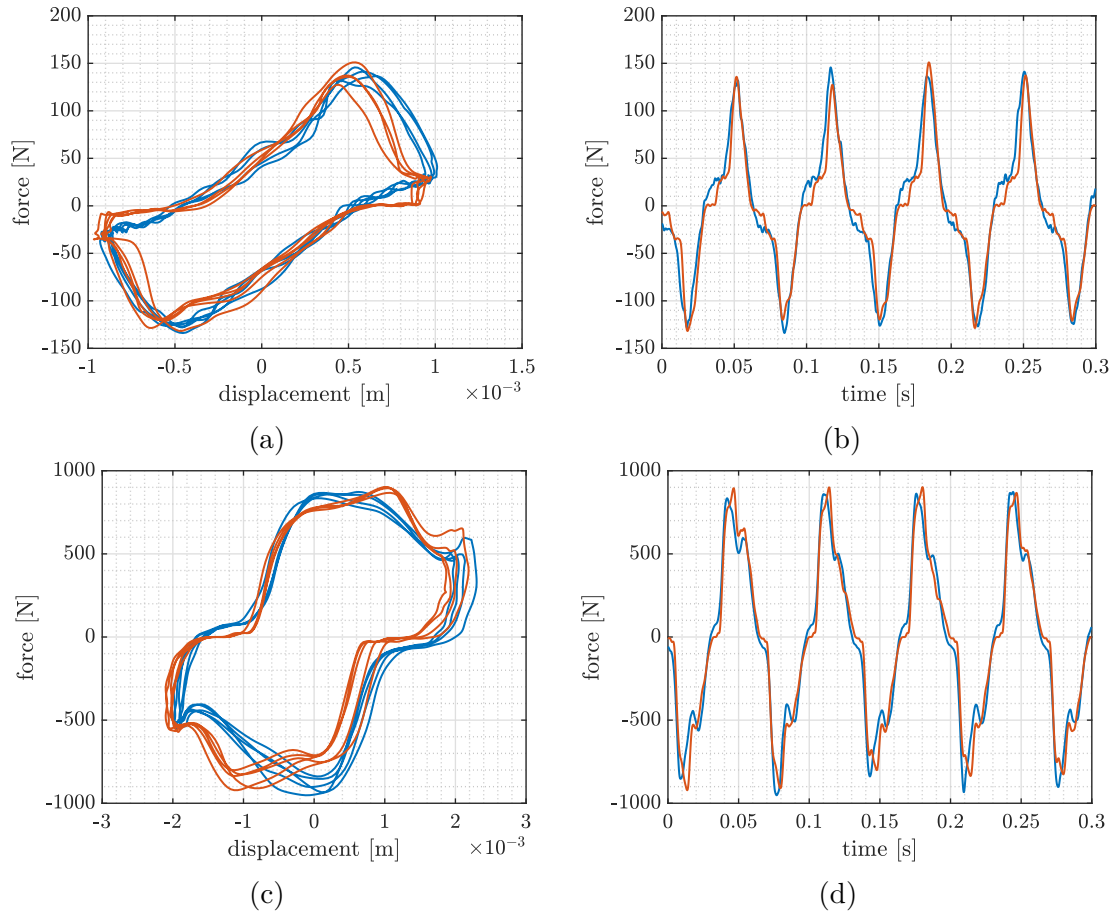 200
150
100
50
0
-50
-100
-150
force [N]
-1 -0.5 0 0.5 1 1.5
displacement [m] ×10⁻³
(a)
200
150
100
50
0
-50
-100
-150
force [N]
0 0.05 0.1 0.15 0.2 0.25 0.3
time [s]
(b)
1000
500
0
-500
-1000
force [N]
-3 -2 -1 0 1 2 3
displacement [m] ×10⁻³
(c)
1000
500
0
-500
-1000
force [N]
0 0.05 0.1 0.15 0.2 0.25 0.3
time [s]
(d)